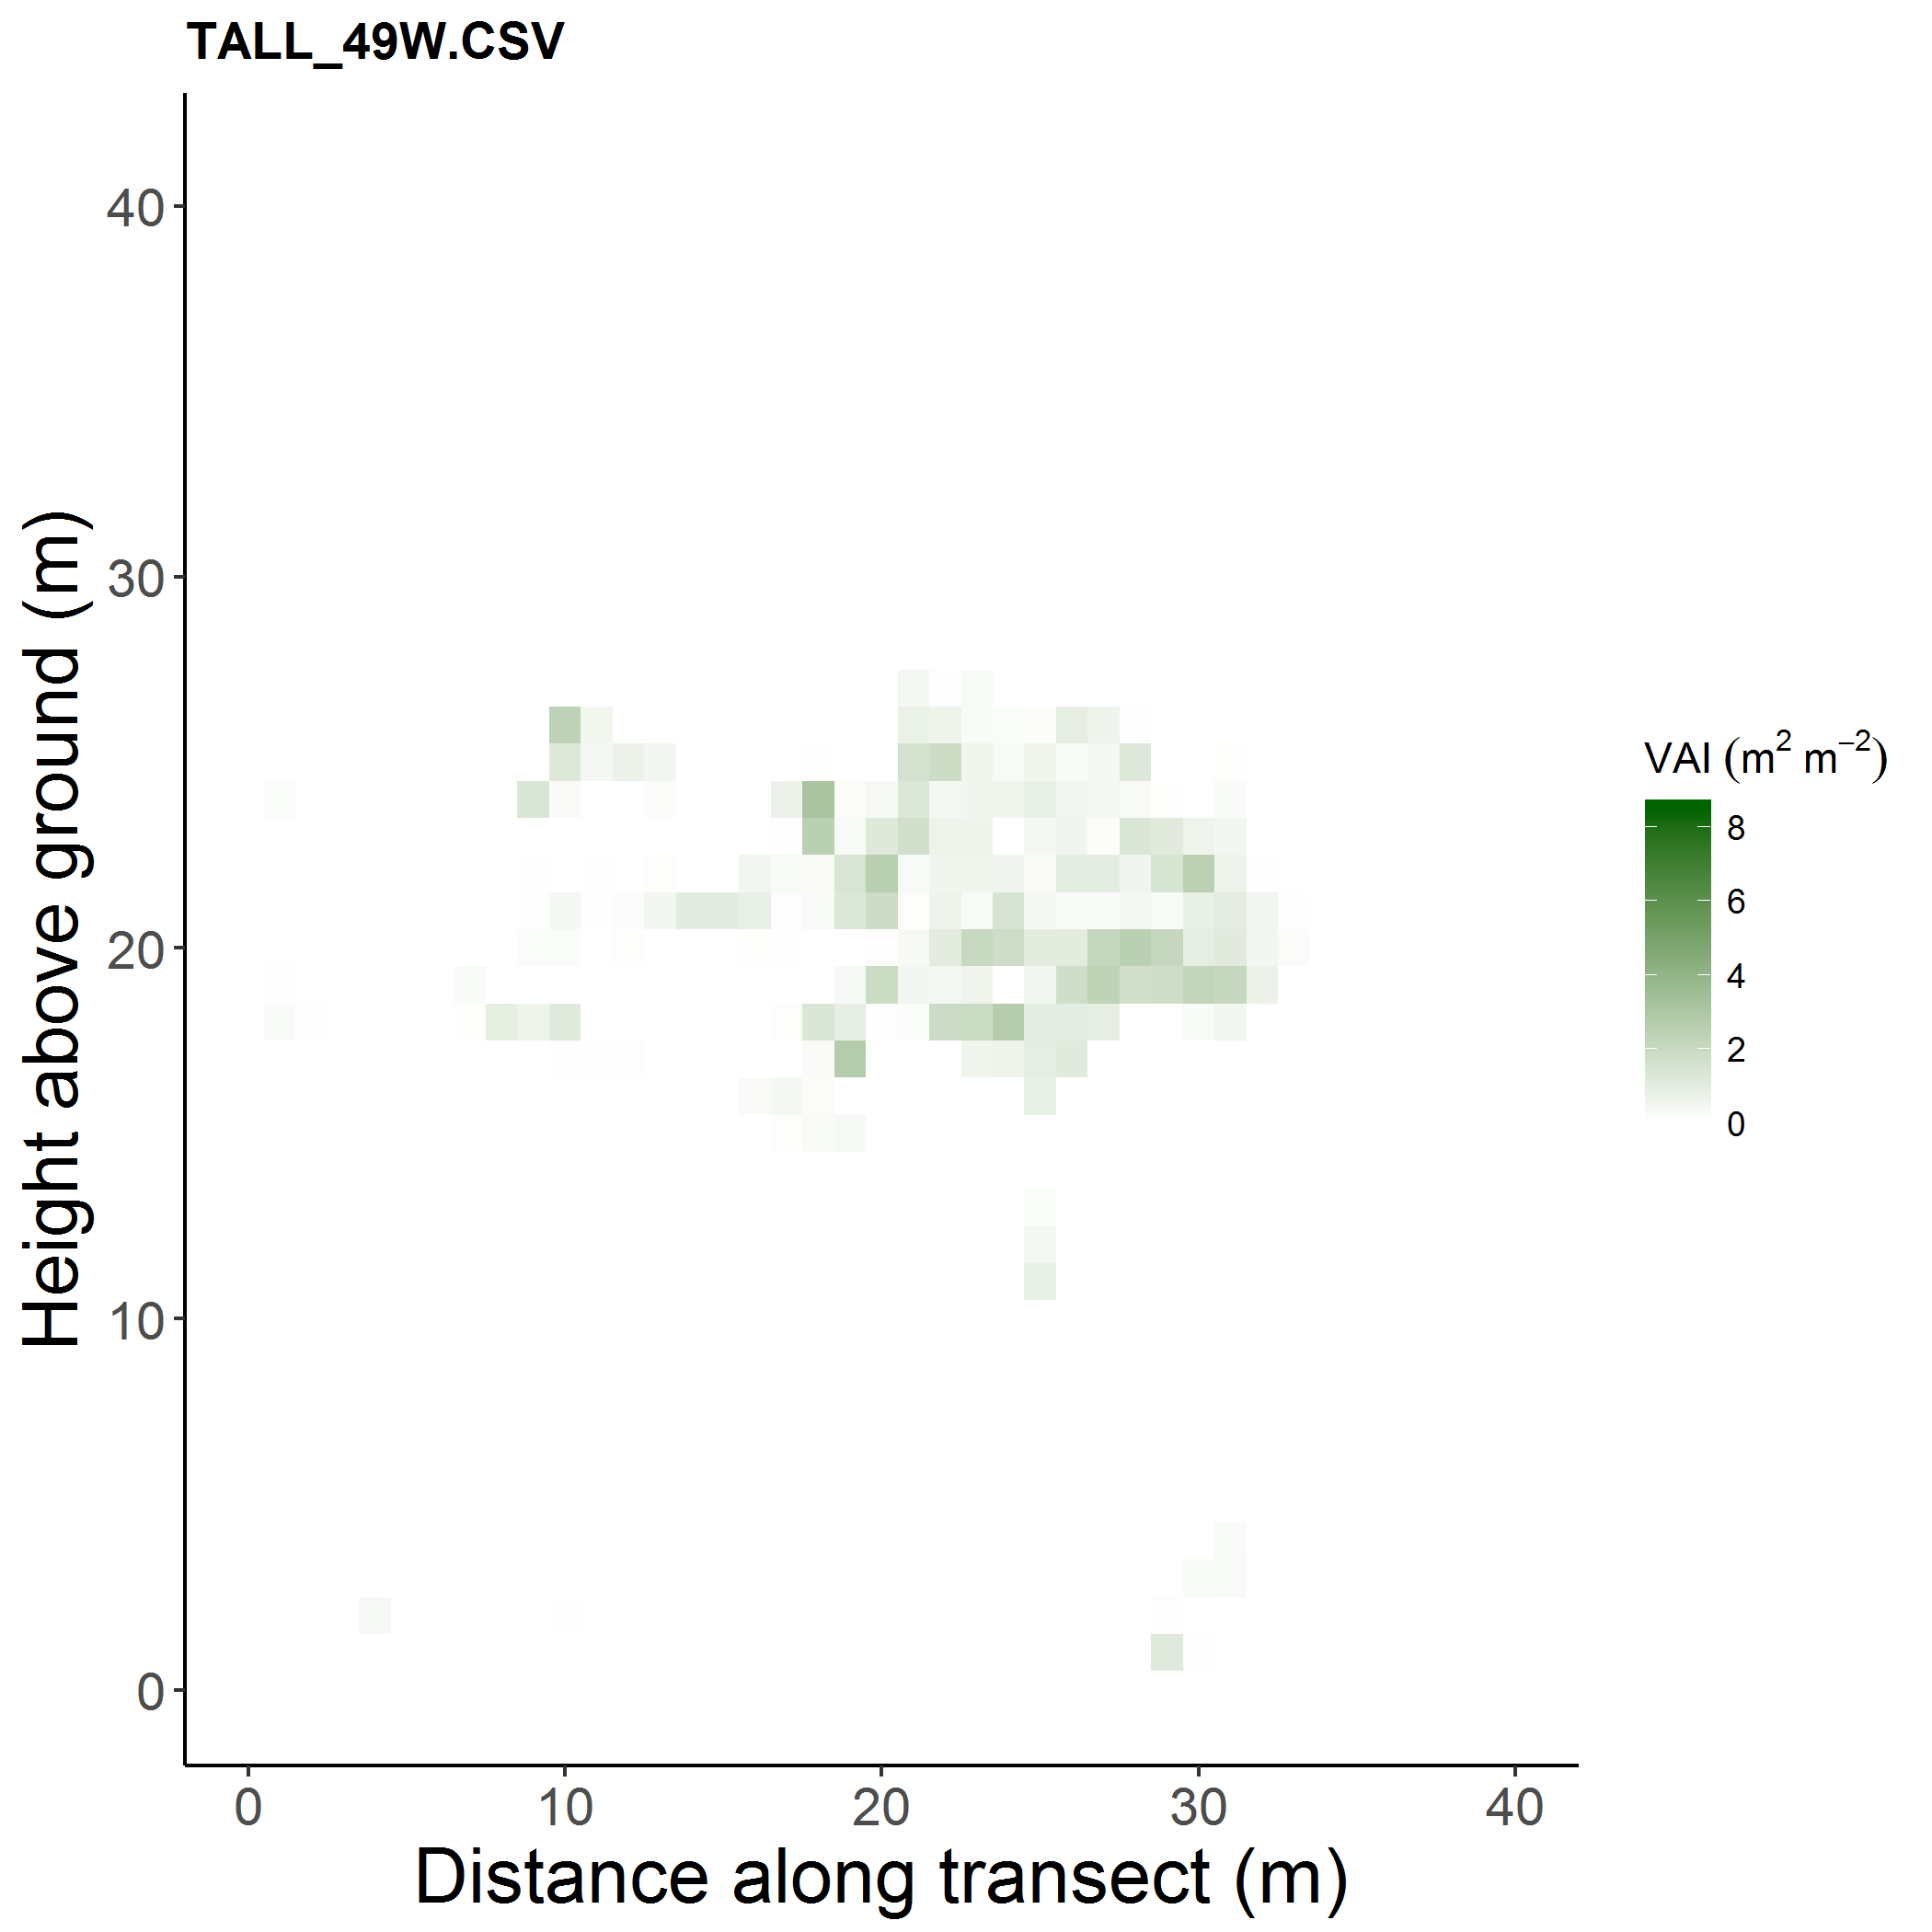 TALL_49W.CSV
40
30
20
10
0
Height above ground (m)
0 10 20 30 40
Distance along transect (m)
VAI (m² m⁻²)
8
6
4
2
0